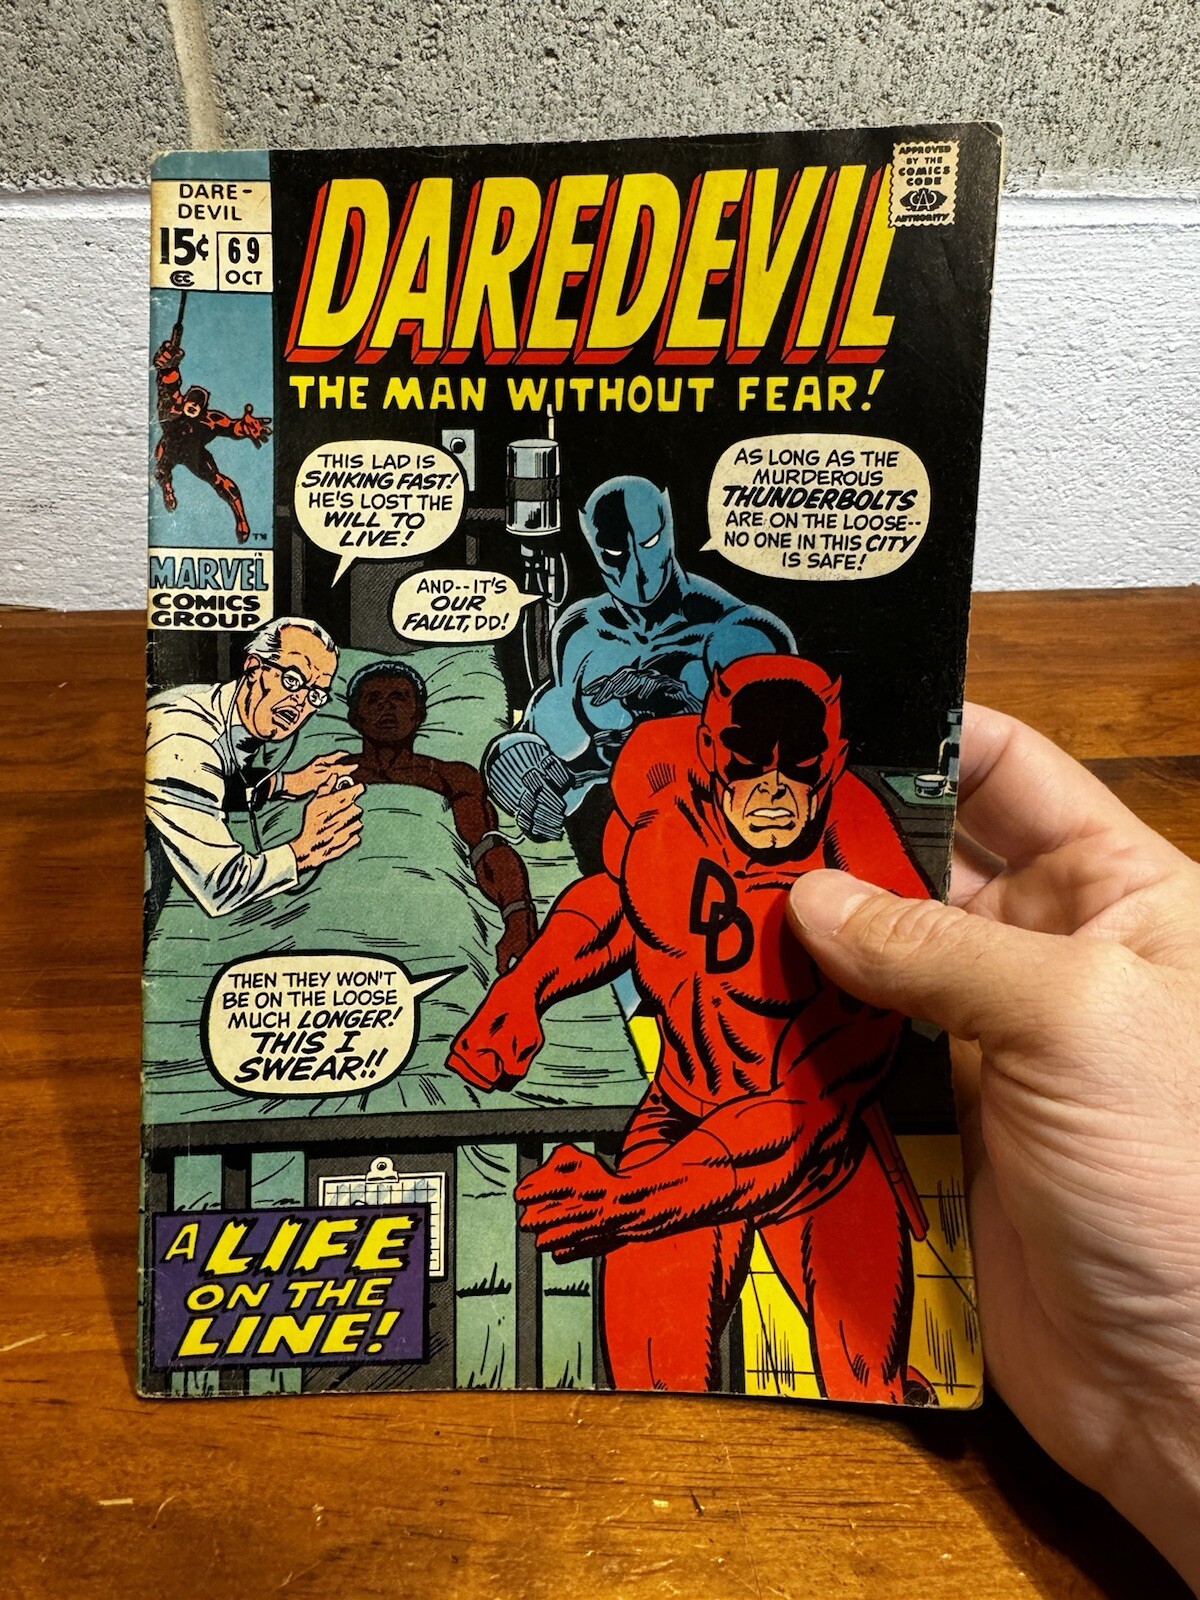 DARE-
DEVIL
15¢
CC
69
OCT
APPROVED
BY THE
COMICS
CODE
CA
AUTHORITY
DAREDEVIL
THE MAN WITHOUT FEAR!
TM
MARVEL
COMICS
GROUP
THIS LAD IS
SINKING FAST!
HE'S LOST THE
WILL TO
LIVE!
AND--IT'S
OUR
FAULT, DD!
AS LONG AS THE
MURDEROUS
THUNDERBOLTS
ARE ON THE LOOSE--
NO ONE IN THIS CITY
IS SAFE!
DD
THEN THEY WON'T
BE ON THE LOOSE
MUCH LONGER!
THIS I
SWEAR!!
A LIFE
ON THE
LINE!